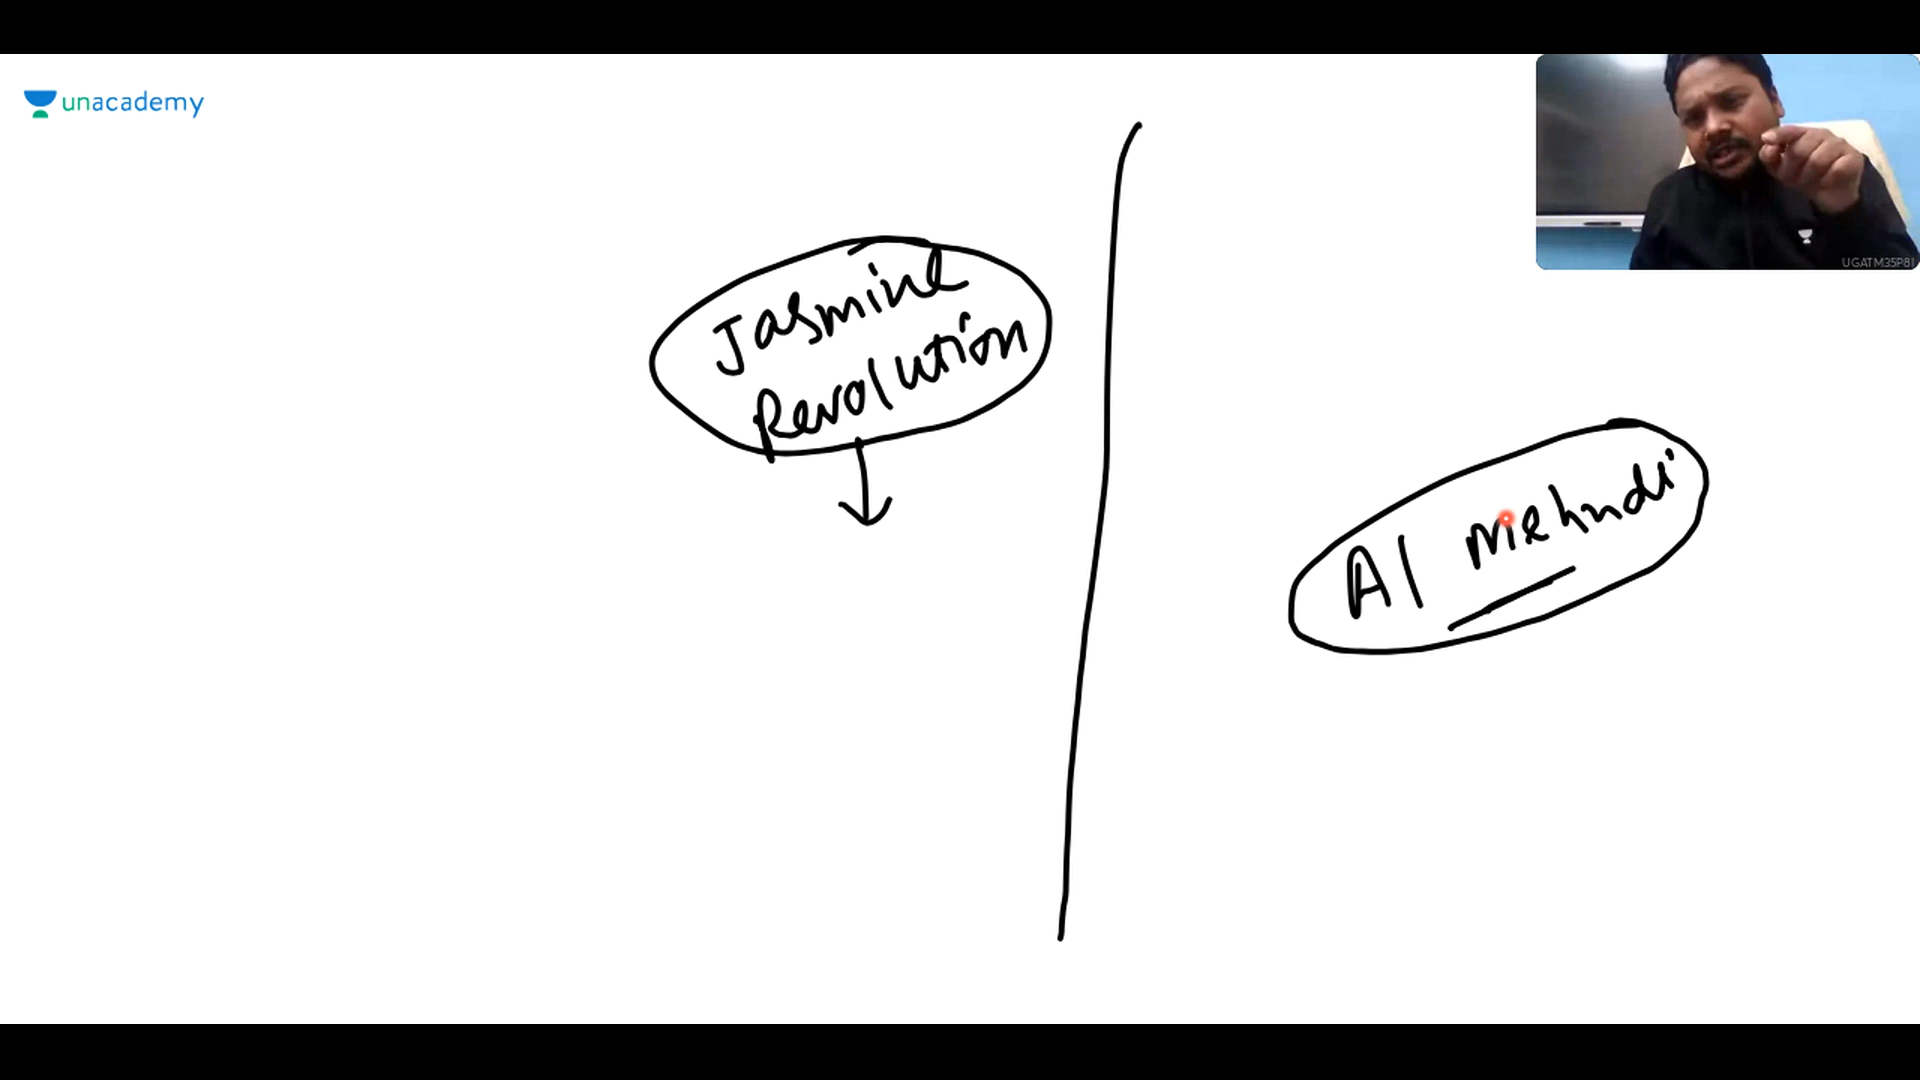 unacademy
UGATM35P8I
Jasmine
Revolution
Al Mehndi